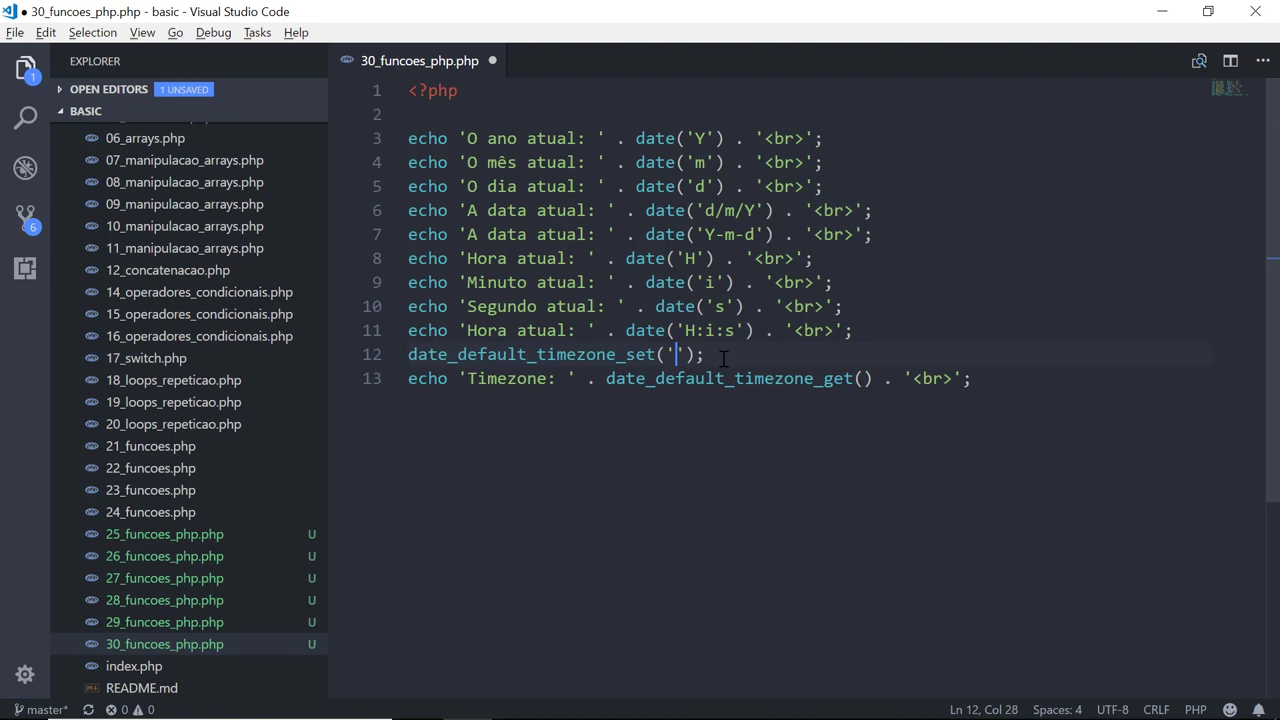 ● 30_funcoes_php.php - basic - Visual Studio Code
File Edit Selection View Go Debug Tasks Help
EXPLORER
OPEN EDITORS 1 UNSAVED
BASIC
06_arrays.php
07_manipulacao_arrays.php
08_manipulacao_arrays.php
09_manipulacao_arrays.php
10_manipulacao_arrays.php
11_manipulacao_arrays.php
12_concatenacao.php
14_operadores_condicionais.php
15_operadores_condicionais.php
16_operadores_condicionais.php
17_switch.php
18_loops_repeticao.php
19_loops_repeticao.php
20_loops_repeticao.php
21_funcoes.php
22_funcoes.php
23_funcoes.php
24_funcoes.php
25_funcoes_php.php U
26_funcoes_php.php U
27_funcoes_php.php U
28_funcoes_php.php U
29_funcoes_php.php U
30_funcoes_php.php U
index.php
README.md
1
6
30_funcoes_php.php ●
1 <?php
2
3 echo 'O ano atual: ' . date('Y') . '<br>';
4 echo 'O mês atual: ' . date('m') . '<br>';
5 echo 'O dia atual: ' . date('d') . '<br>';
6 echo 'A data atual: ' . date('d/m/Y') . '<br>';
7 echo 'A data atual: ' . date('Y-m-d') . '<br>';
8 echo 'Hora atual: ' . date('H') . '<br>';
9 echo 'Minuto atual: ' . date('i') . '<br>';
10 echo 'Segundo atual: ' . date('s') . '<br>';
11 echo 'Hora atual: ' . date('H:i:s') . '<br>';
12 date_default_timezone_set('');
13 echo 'Timezone: ' . date_default_timezone_get() . '<br>';
master* 0 0 Ln 12, Col 28 Spaces: 4 UTF-8 CRLF PHP